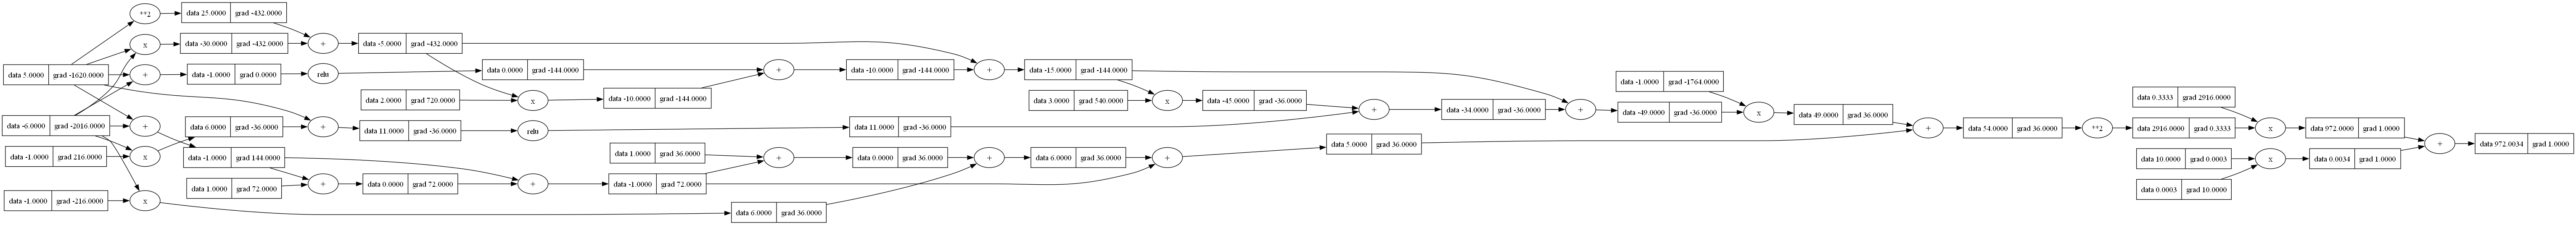 **2
data 25.0000 grad -432.0000
x
data -30.0000 grad -432.0000
+
data -5.0000 grad -432.0000
data 5.0000 grad -1620.0000
+
data -1.0000 grad 0.0000
relu
data 0.0000 grad -144.0000
+
data -10.0000 grad -144.0000
+
data -15.0000 grad -144.0000
data -1.0000 grad -1764.0000
data 2.0000 grad 720.0000
x
data -10.0000 grad -144.0000
data 3.0000 grad 540.0000
x
data -45.0000 grad -36.0000
+
data -34.0000 grad -36.0000
+
data -49.0000 grad -36.0000
x
data 49.0000 grad 36.0000
data 0.3333 grad 2916.0000
data -6.0000 grad -2016.0000
+
data 6.0000 grad -36.0000
+
data 11.0000 grad -36.0000
relu
data 11.0000 grad -36.0000
+
data 54.0000 grad 36.0000
**2
data 2916.0000 grad 0.3333
x
data 972.0000 grad 1.0000
+
data 972.0034 grad 1.0000
data -1.0000 grad 216.0000
x
data -1.0000 grad 144.0000
data 1.0000 grad 36.0000
+
data 0.0000 grad 36.0000
+
data 6.0000 grad 36.0000
+
data 5.0000 grad 36.0000
data 10.0000 grad 0.0003
x
data 0.0034 grad 1.0000
data 1.0000 grad 72.0000
+
data 0.0000 grad 72.0000
+
data -1.0000 grad 72.0000
data 0.0003 grad 10.0000
data -1.0000 grad -216.0000
x
data 6.0000 grad 36.0000